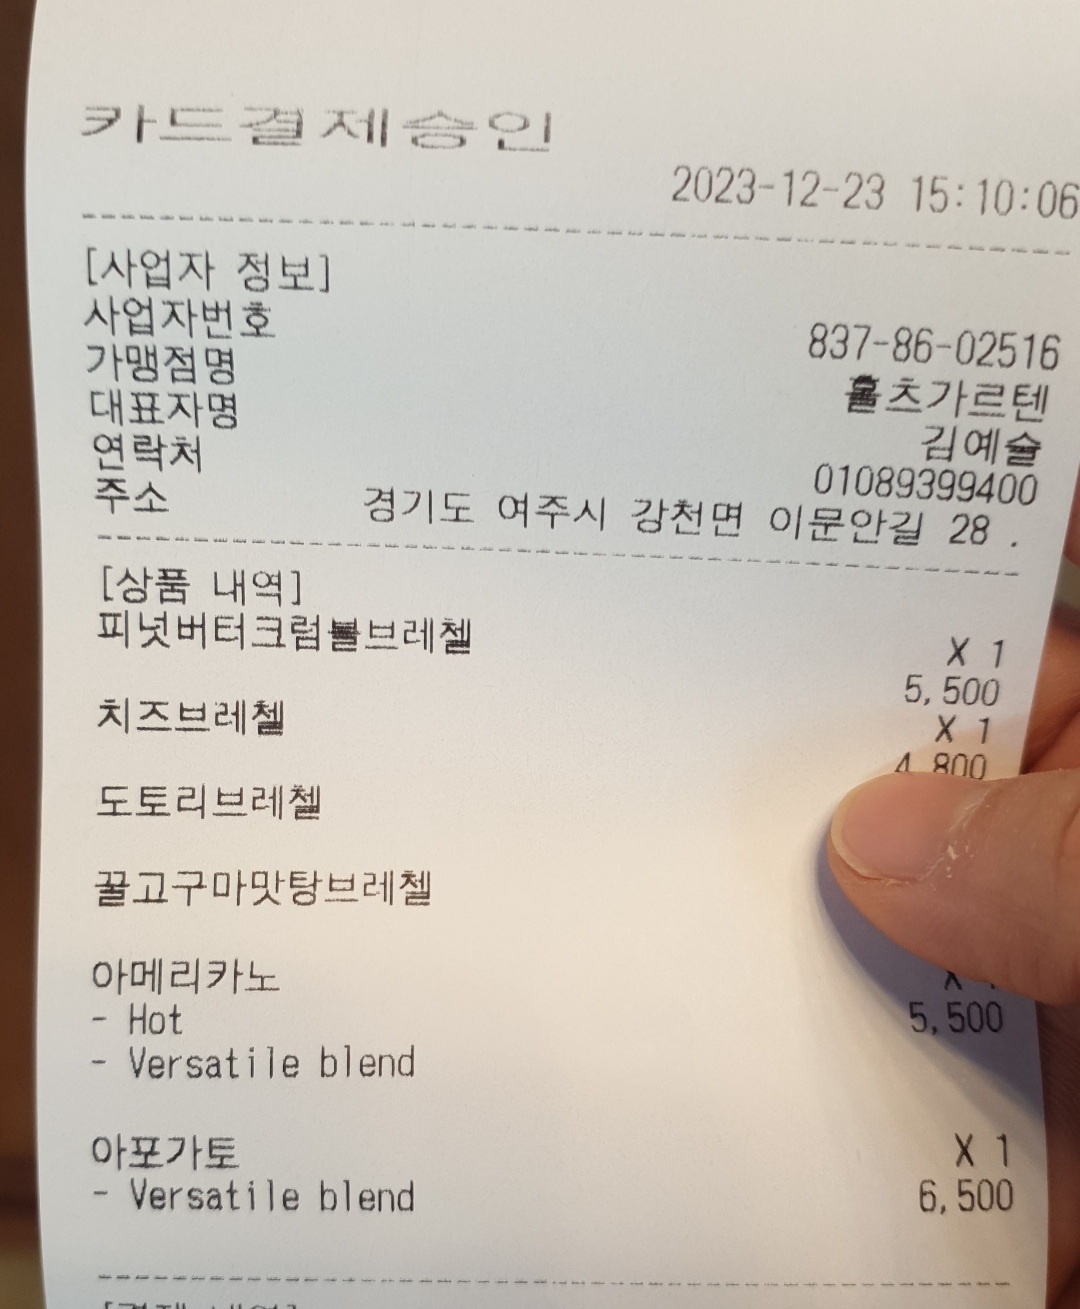 카드결제승인
2023-12-23 15:10:06
[사업자 정보]
사업자번호 837-86-02516
가맹점명 홀츠가르텐
대표자명 김예슬
연락처 01089399400
주소 경기도 여주시 강천면 이문안길 28 .
[상품 내역]
피넛버터크럼블브레첼 X 1
5,500
치즈브레첼 X 1
4,800
도토리브레첼
꿀고구마맛탕브레첼
아메리카노 X 1
- Hot 5,500
- Versatile blend
아포가토 X 1
- Versatile blend 6,500